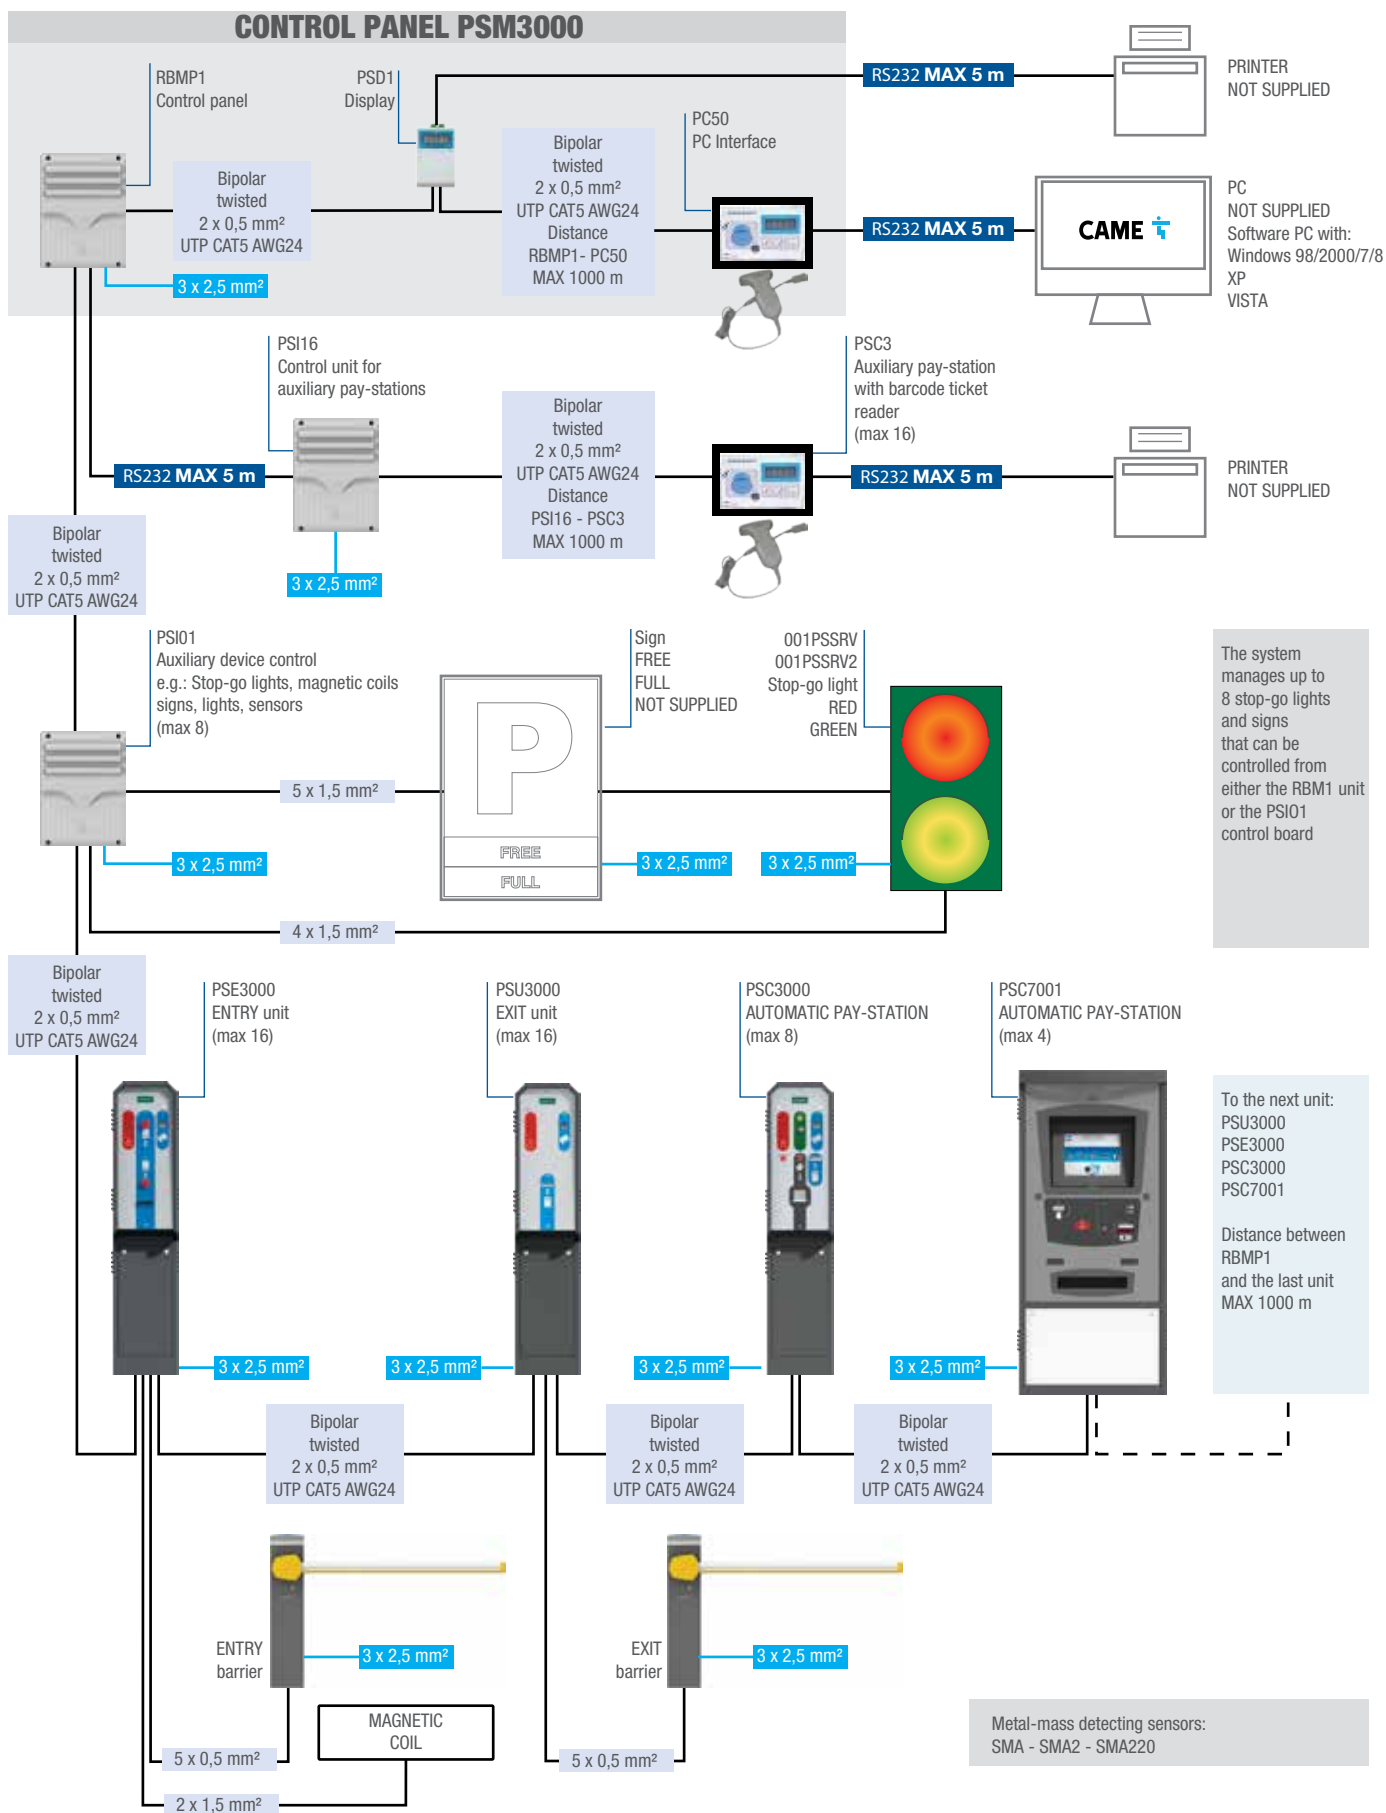 CONTROL PANEL PSM3000
RBMP1
Control panel
PSD1
Display
RS232 MAX 5 m
PRINTER
NOT SUPPLIED
PC50
PC Interface
Bipolar
twisted
2 x 0,5 mm²
UTP CAT5 AWG24
Bipolar
twisted
2 x 0,5 mm²
UTP CAT5 AWG24
Distance
RBMP1- PC50
MAX 1000 m
RS232 MAX 5 m
CAME
PC
NOT SUPPLIED
Software PC with:
Windows 98/2000/7/8
XP
VISTA
3 x 2,5 mm²
PSI16
Control unit for
auxiliary pay-stations
PSC3
Auxiliary pay-station
with barcode ticket
reader
(max 16)
RS232 MAX 5 m
Bipolar
twisted
2 x 0,5 mm²
UTP CAT5 AWG24
Distance
PSI16 - PSC3
MAX 1000 m
RS232 MAX 5 m
PRINTER
NOT SUPPLIED
3 x 2,5 mm²
Bipolar
twisted
2 x 0,5 mm²
UTP CAT5 AWG24
PSI01
Auxiliary device control
e.g.: Stop-go lights, magnetic coils
signs, lights, sensors
(max 8)
Sign
FREE
FULL
NOT SUPPLIED
001PSSRV
001PSSRV2
Stop-go light
RED
GREEN
The system
manages up to
8 stop-go lights
and signs
that can be
controlled from
either the RBM1 unit
or the PSIO1
control board
5 x 1,5 mm²
P
FREE
FULL
3 x 2,5 mm²
3 x 2,5 mm²
3 x 2,5 mm²
4 x 1,5 mm²
Bipolar
twisted
2 x 0,5 mm²
UTP CAT5 AWG24
PSE3000
ENTRY unit
(max 16)
PSU3000
EXIT unit
(max 16)
PSC3000
AUTOMATIC PAY-STATION
(max 8)
PSC7001
AUTOMATIC PAY-STATION
(max 4)
To the next unit:
PSU3000
PSE3000
PSC3000
PSC7001
Distance between
RBMP1
and the last unit
MAX 1000 m
3 x 2,5 mm²
3 x 2,5 mm²
3 x 2,5 mm²
3 x 2,5 mm²
Bipolar
twisted
2 x 0,5 mm²
UTP CAT5 AWG24
Bipolar
twisted
2 x 0,5 mm²
UTP CAT5 AWG24
Bipolar
twisted
2 x 0,5 mm²
UTP CAT5 AWG24
ENTRY
barrier
3 x 2,5 mm²
EXIT
barrier
3 x 2,5 mm²
MAGNETIC
COIL
5 x 0,5 mm²
5 x 0,5 mm²
2 x 1,5 mm²
Metal-mass detecting sensors:
SMA - SMA2 - SMA220